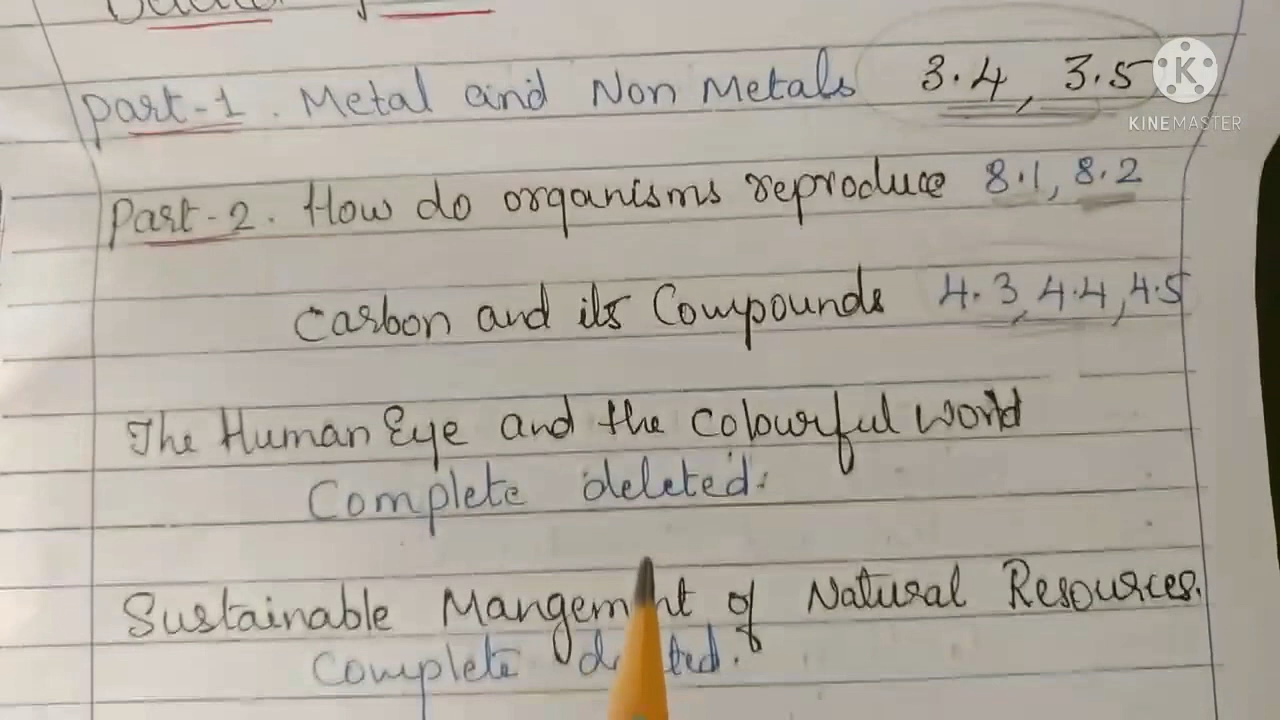 Part-1. Metal and Non Metals 3.4, 3.5
KINEMASTER
Part-2. How do organisms reproduce 8.1, 8.2
Carbon and its Compounds 4.3, 4.4, 4.5
The Human Eye and the Colourful World
Complete deleted.
Sustainable Mangement of Natural Resources.
Complete